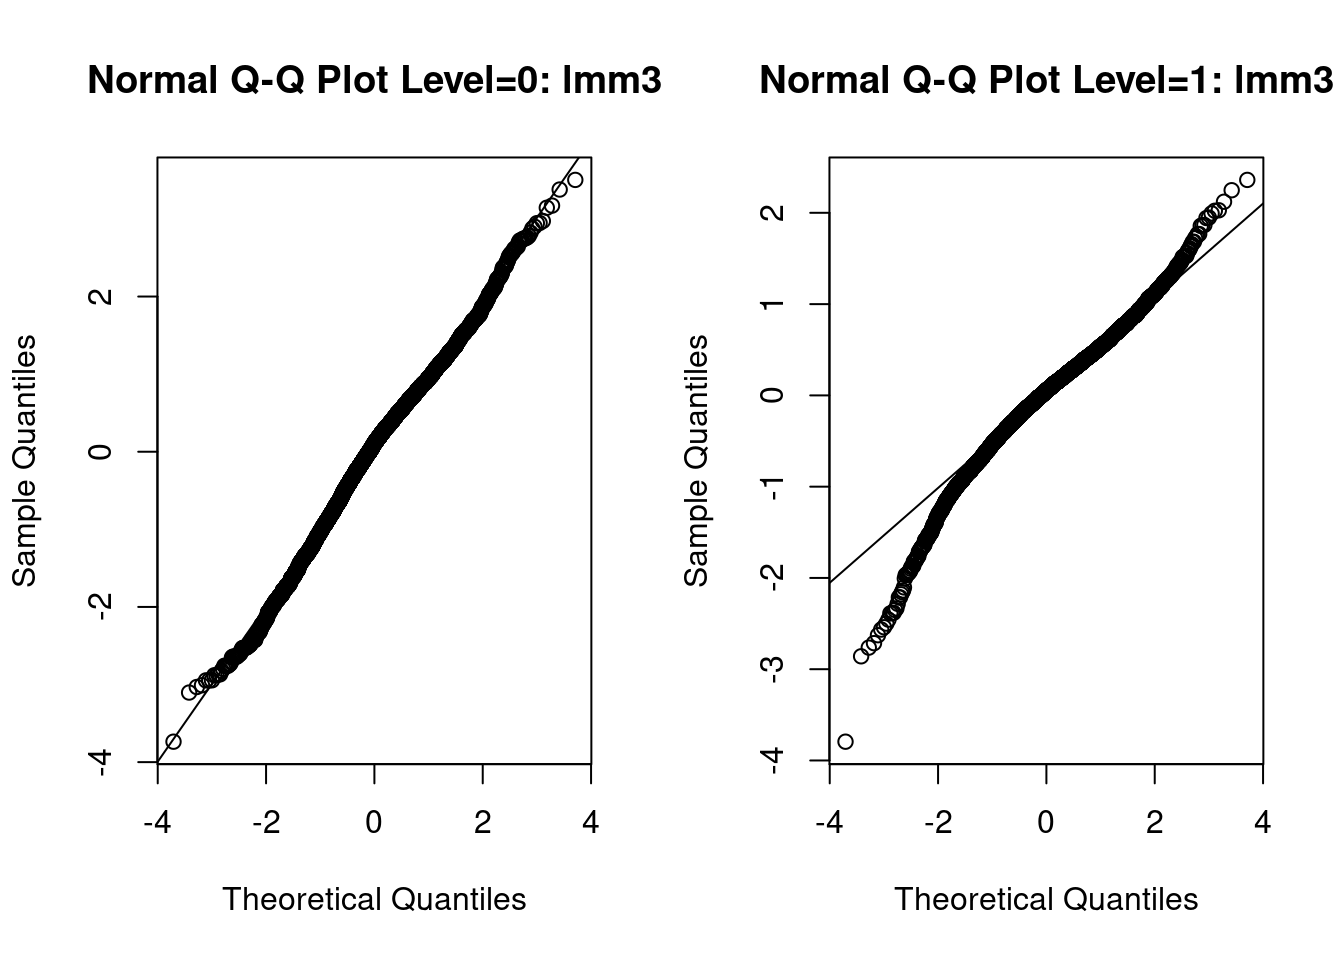 Normal Q-Q Plot Level=0: lmm3
Sample Quantiles
2
0
-2
-4
-4 -2 0 2 4
Theoretical Quantiles
Normal Q-Q Plot Level=1: lmm3
Sample Quantiles
2
1
0
-1
-2
-3
-4
-4 -2 0 2 4
Theoretical Quantiles